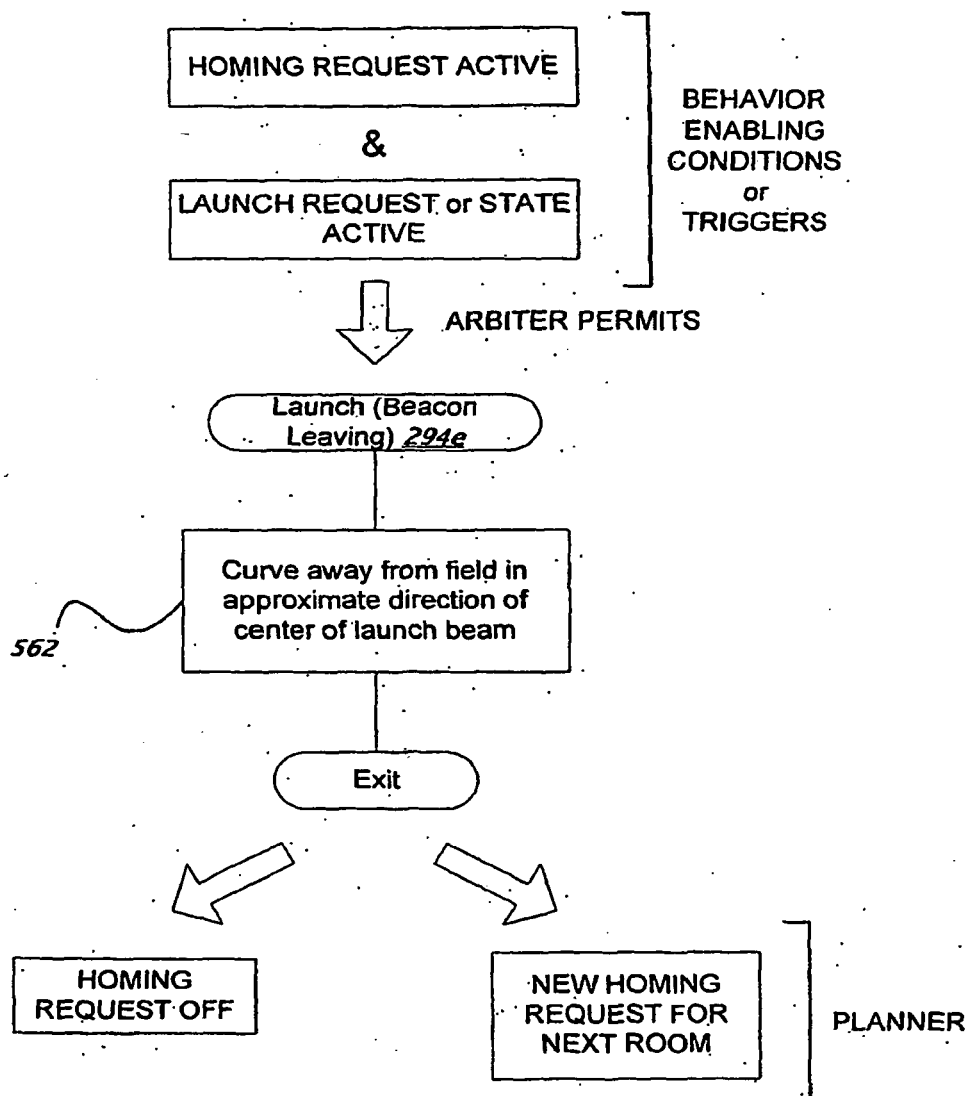 HOMING REQUEST ACTIVE
&
LAUNCH REQUEST or STATE
ACTIVE
BEHAVIOR
ENABLING
CONDITIONS
or
TRIGGERS
ARBITER PERMITS
Launch (Beacon
Leaving) 294e
Curve away from field in
approximate direction of
center of launch beam
562
Exit
HOMING
REQUEST OFF
NEW HOMING
REQUEST FOR
NEXT ROOM
PLANNER